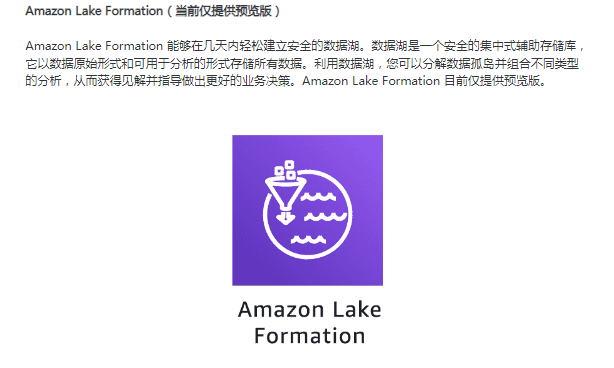 Amazon Lake Formation（当前仅提供预览版）
Amazon Lake Formation 能够在几天内轻松建立安全的数据湖。数据湖是一个安全的集中式辅助存储库，
它以数据原始形式和可用于分析的形式存储所有数据。利用数据湖，您可以分解数据孤岛并组合不同类型
的分析，从而获得见解并指导做出更好的业务决策。Amazon Lake Formation 目前仅提供预览版。
Amazon Lake
Formation